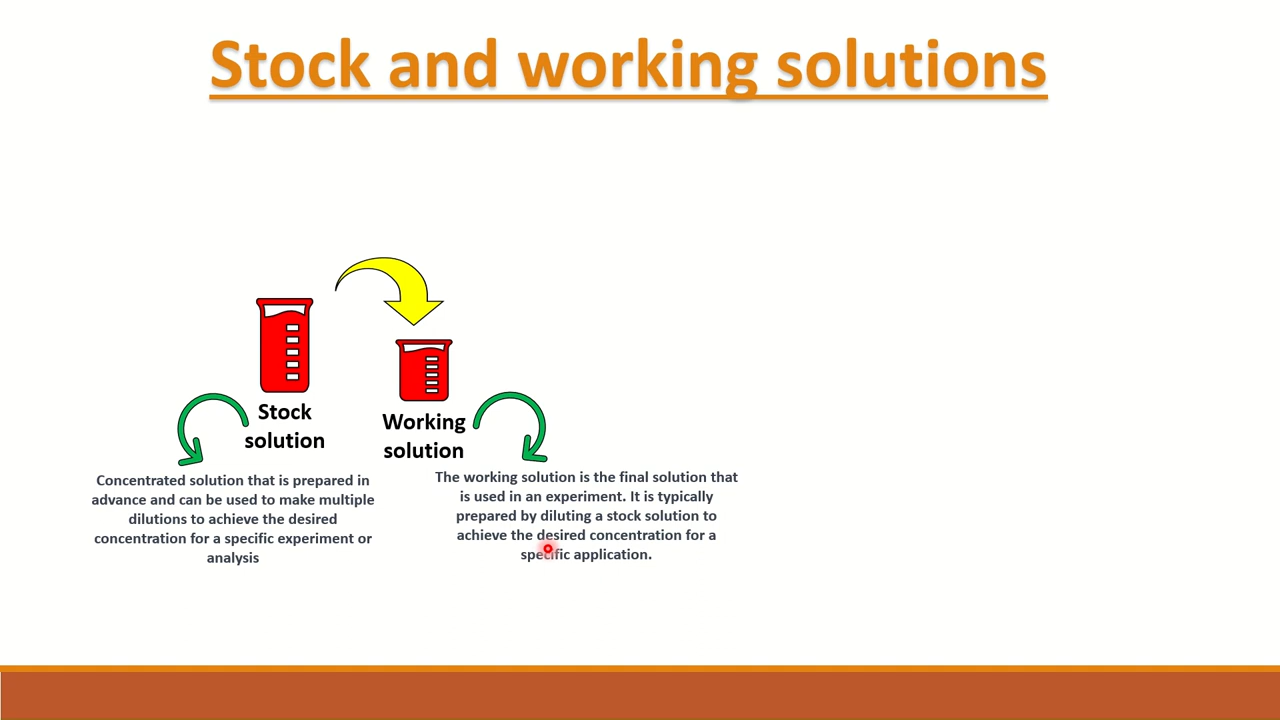 Stock and working solutions
Stock
solution
Working
solution
Concentrated solution that is prepared in
advance and can be used to make multiple
dilutions to achieve the desired
concentration for a specific experiment or
analysis
The working solution is the final solution that
is used in an experiment. It is typically
prepared by diluting a stock solution to
achieve the desired concentration for a
specific application.